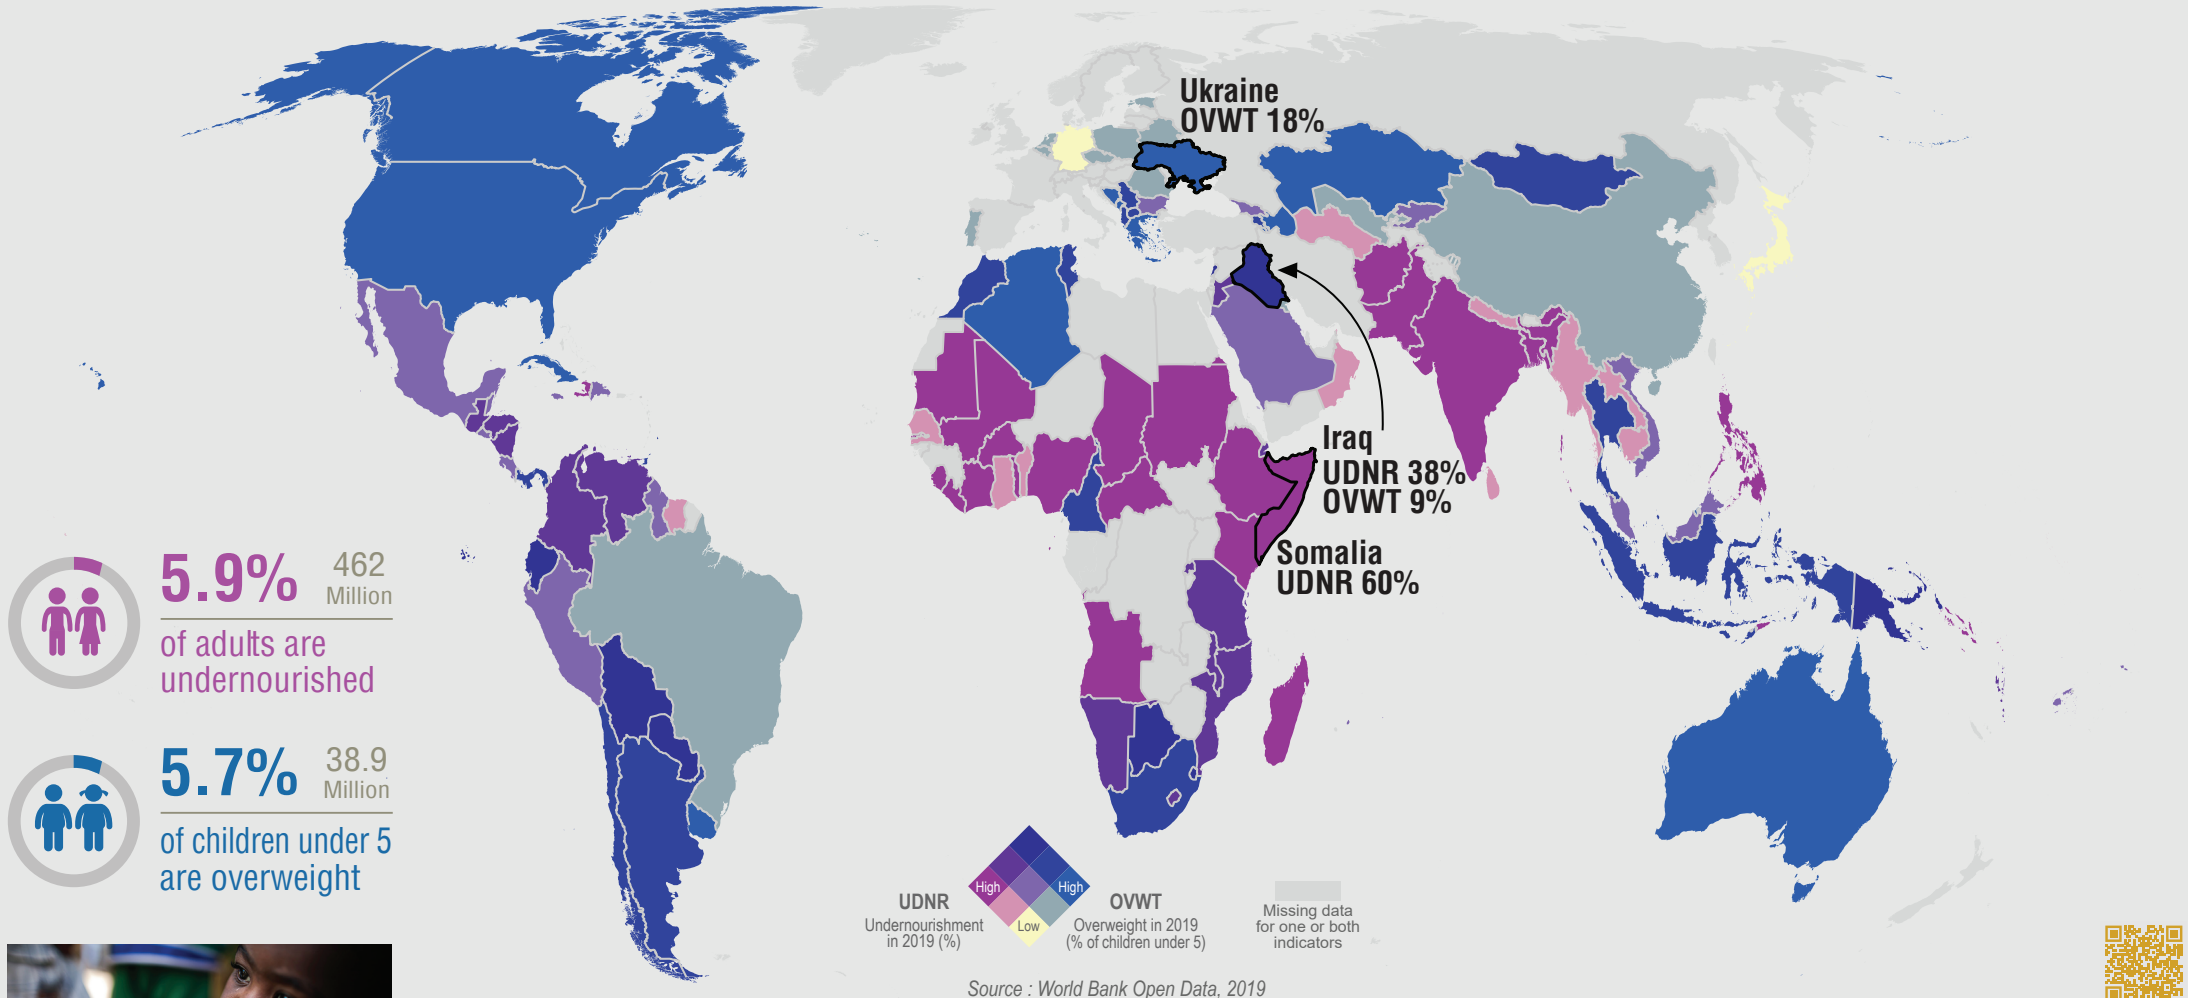 Ukraine
OVWT 18%
Iraq
UDNR 38%
OVWT 9%
Somalia
UDNR 60%
5.9%
462
Million
of adults are
undernourished
5.7%
38.9
Million
of children under 5
are overweight
High
High
Low
UDNR
Undernourishment
in 2019 (%)
OVWT
Overweight in 2019
(% of children under 5)
Missing data
for one or both
indicators
Source : World Bank Open Data, 2019